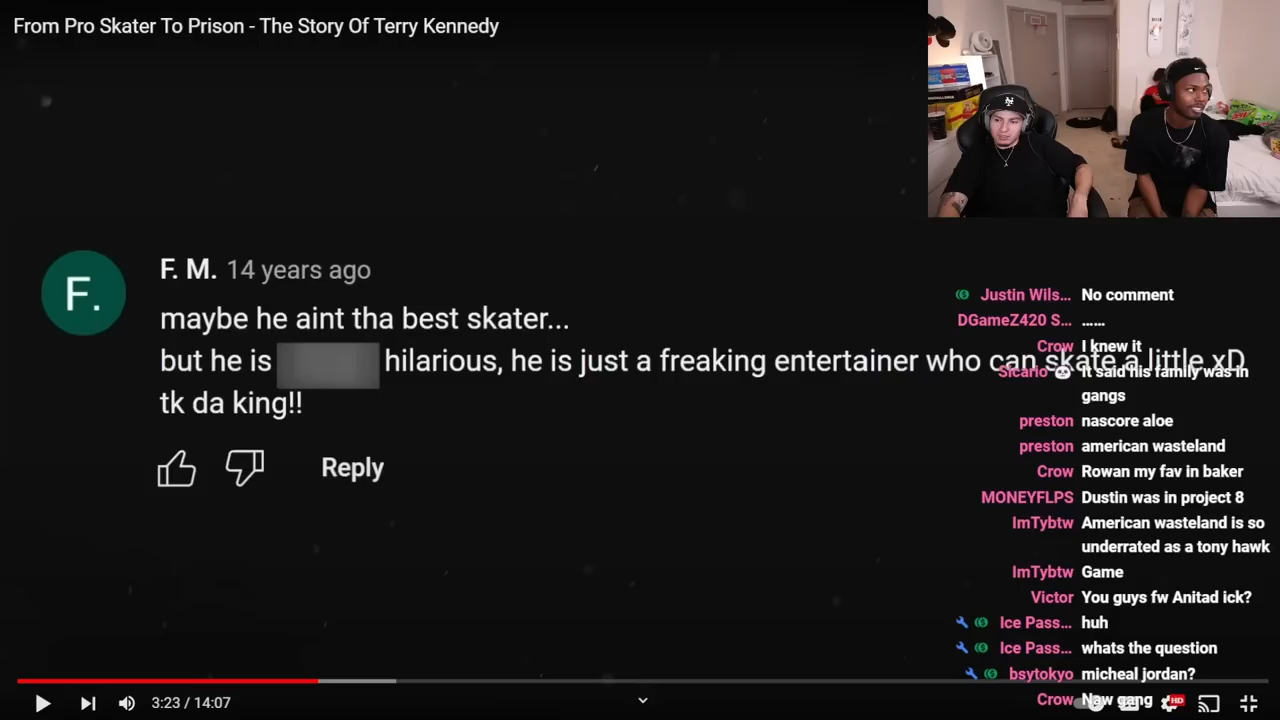 From Pro Skater To Prison - The Story Of Terry Kennedy
F.
F. M. 14 years ago
maybe he aint tha best skater...
but he is hilarious, he is just a freaking entertainer who can skate a little xD
tk da king!!
Reply
Justin Wils... No comment
DGameZ420 S... ......
Crow I knew it
Sicario It said his family was in
gangs
preston nascore aloe
preston american wasteland
Crow Rowan my fav in baker
MONEYFLPS Dustin was in project 8
ImTybtw American wasteland is so
underrated as a tony hawk
ImTybtw Game
Victor You guys fw Anitad ick?
Ice Pass... huh
Ice Pass... whats the question
bsytokyo micheal jordan?
Crow Naw gang
HD
3:23 / 14:07